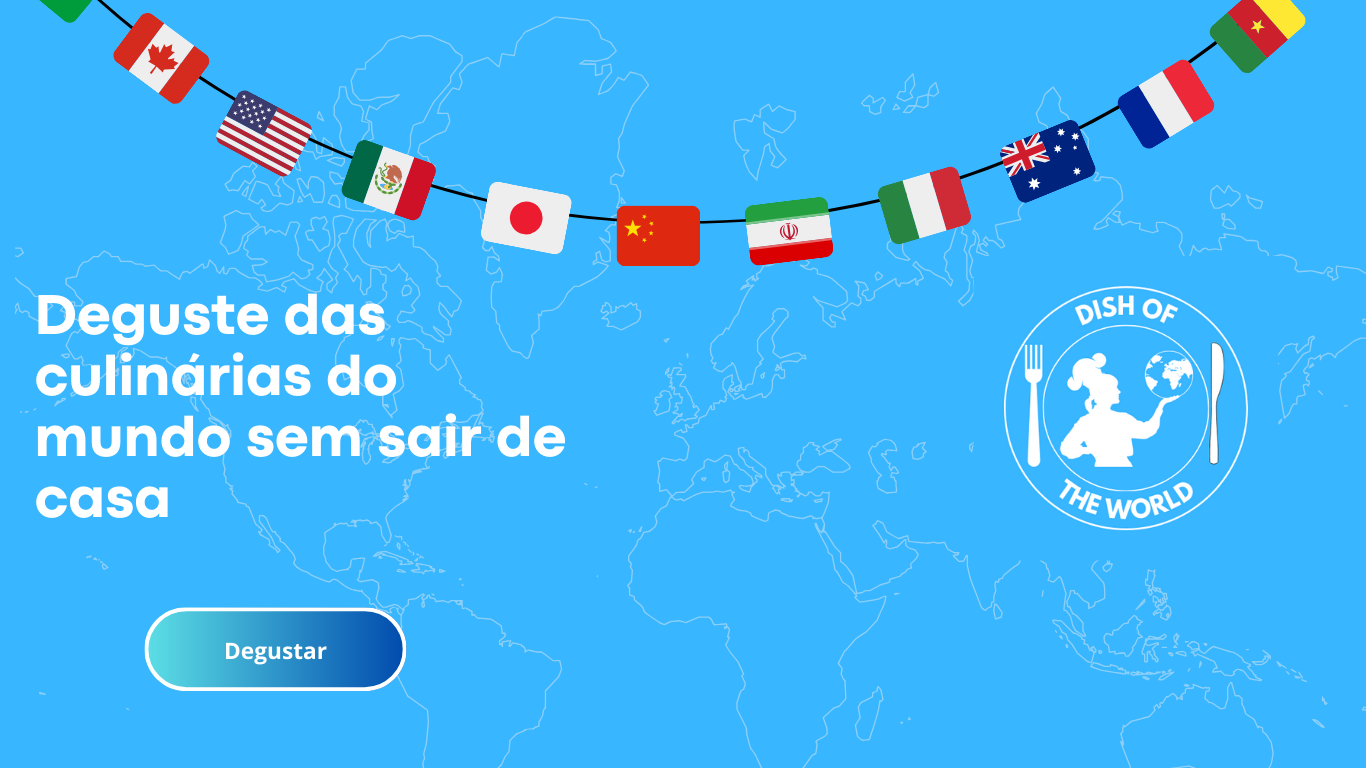 Deguste das
culinárias do
mundo sem sair de
casa
DISH OF
THE WORLD
Degustar